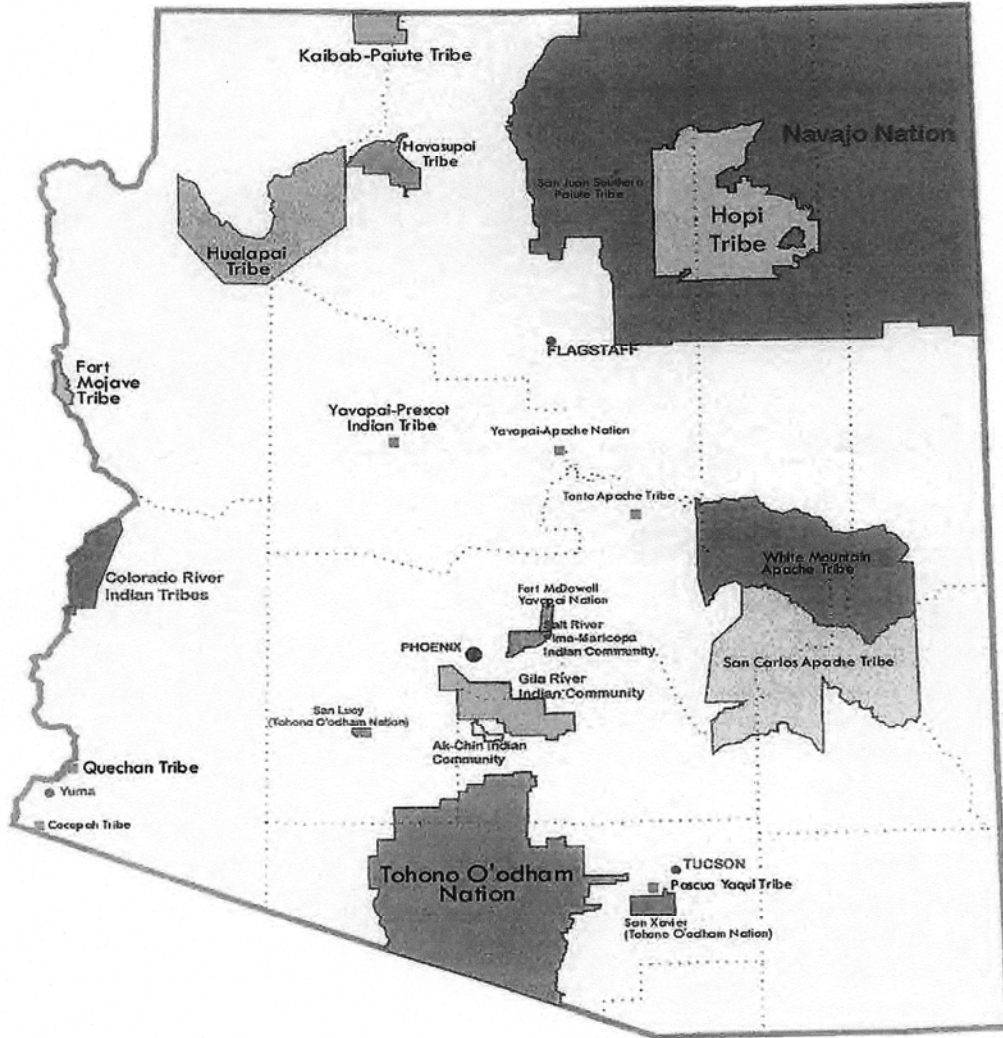 Kaibab-Paiute Tribe
Havasupai
Tribe
Navajo Nation
San Juan Southern
Paiute Tribe
Hopi
Tribe
Hualapai
Tribe
FLAGSTAFF
Fort
Mojave
Tribe
Yavapai-Prescot
Indian Tribe
Yavapai-Apache Nation
Tonto Apache Tribe
White Mountain
Apache Tribe
Colorado River
Indian Tribes
Fort McDowell
Yavapai Nation
Salt River
Pima-Maricopa
Indian Community
PHOENIX
San Carlos Apache Tribe
Gila River
Indian Community
San Lucy
(Tohono O'odham Nation)
Ak-Chin Indian
Community
Quechan Tribe
Yuma
Cocopah Tribe
Tohono O'odham
Nation
TUCSON
Pascua Yaqui Tribe
San Xavier
(Tohono O'odham Nation)